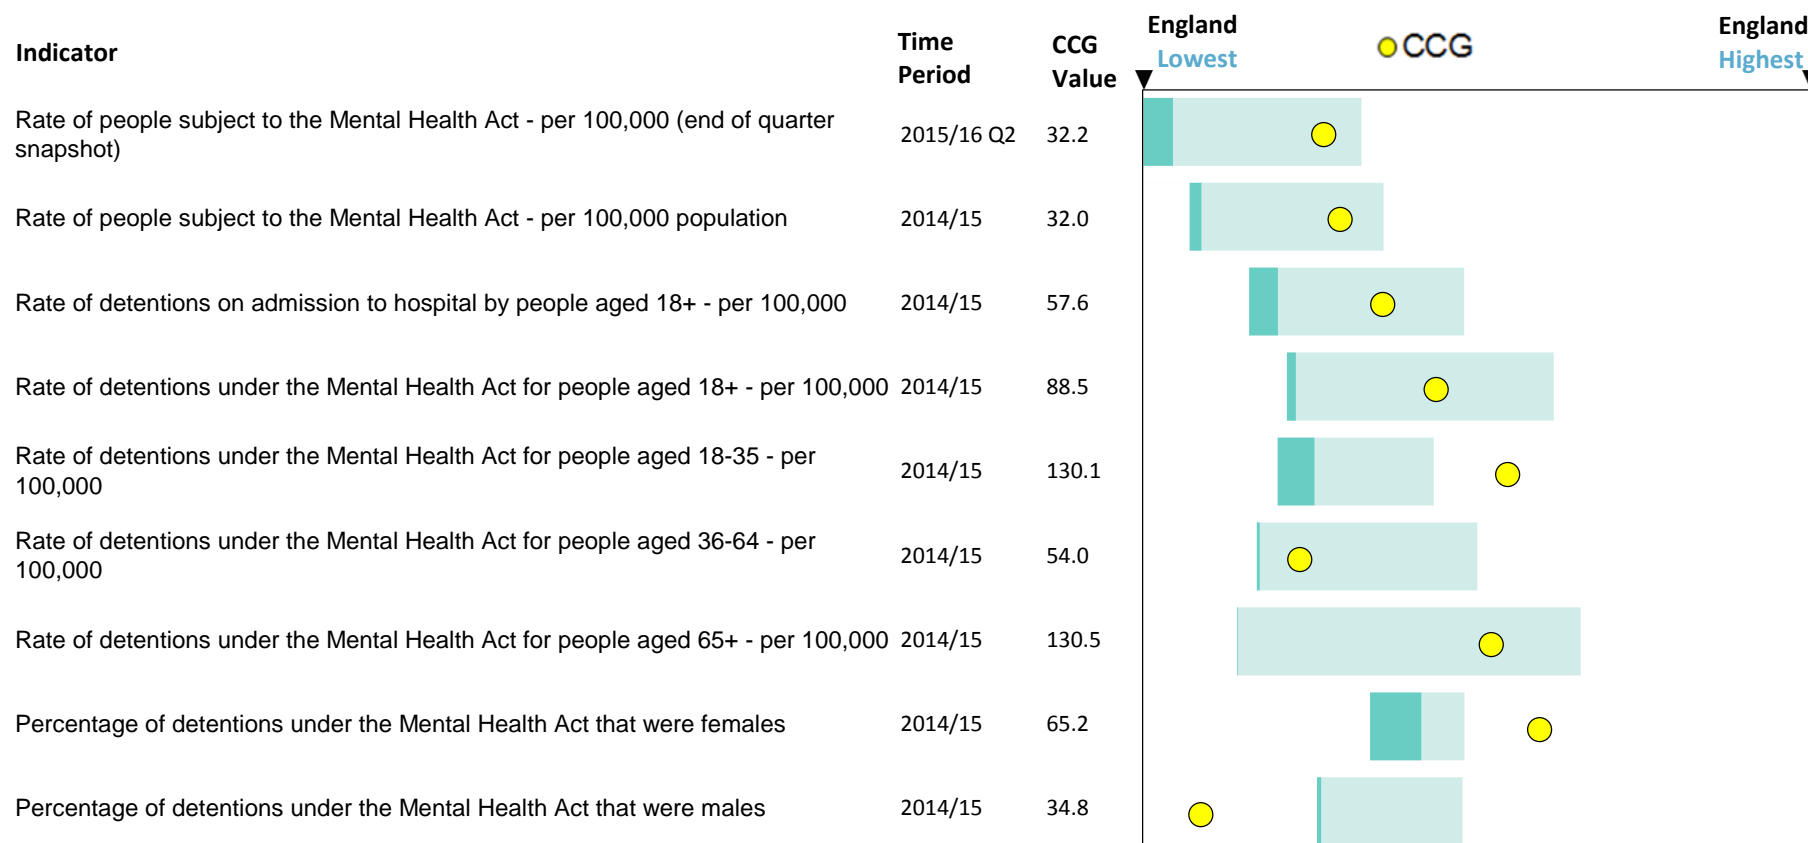 Indicator
Time Period
CCG Value
England Lowest
CCG
England Highest
Rate of people subject to the Mental Health Act - per 100,000 (end of quarter
snapshot)
2015/16 Q2
32.2
Rate of people subject to the Mental Health Act - per 100,000 population
2014/15
32.0
Rate of detentions on admission to hospital by people aged 18+ - per 100,000
2014/15
57.6
Rate of detentions under the Mental Health Act for people aged 18+ - per 100,000
2014/15
88.5
Rate of detentions under the Mental Health Act for people aged 18-35 - per
100,000
2014/15
130.1
Rate of detentions under the Mental Health Act for people aged 36-64 - per
100,000
2014/15
54.0
Rate of detentions under the Mental Health Act for people aged 65+ - per 100,000
2014/15
130.5
Percentage of detentions under the Mental Health Act that were females
2014/15
65.2
Percentage of detentions under the Mental Health Act that were males
2014/15
34.8